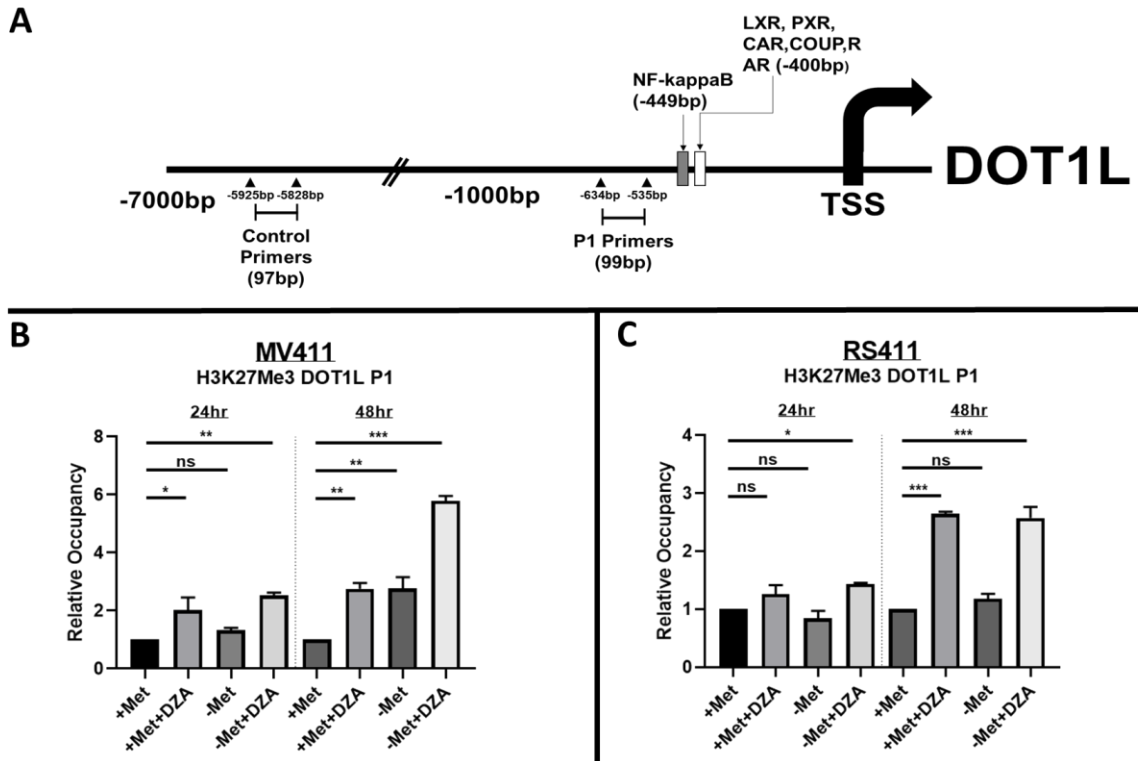 A
LXR, PXR,
CAR,COUP,R
AR (-400bp)
NF-kappaB
(-449bp)
DOT1L
TSS
-7000bp
-5925bp
-5828bp
-1000bp
-634bp
-535bp
Control
Primers
(97bp)
P1 Primers
(99bp)
B
MV411
H3K27Me3 DOT1L P1
24hr
48hr
**
ns
*
***
**
**
Relative Occupancy
8
6
4
2
0
+Met
+Met+DZA
-Met
-Met+DZA
+Met
+Met+DZA
-Met
-Met+DZA
C
RS411
H3K27Me3 DOT1L P1
24hr
48hr
*
ns
ns
***
ns
***
Relative Occupancy
4
3
2
1
0
+Met
+Met+DZA
-Met
-Met+DZA
+Met
+Met+DZA
-Met
-Met+DZA